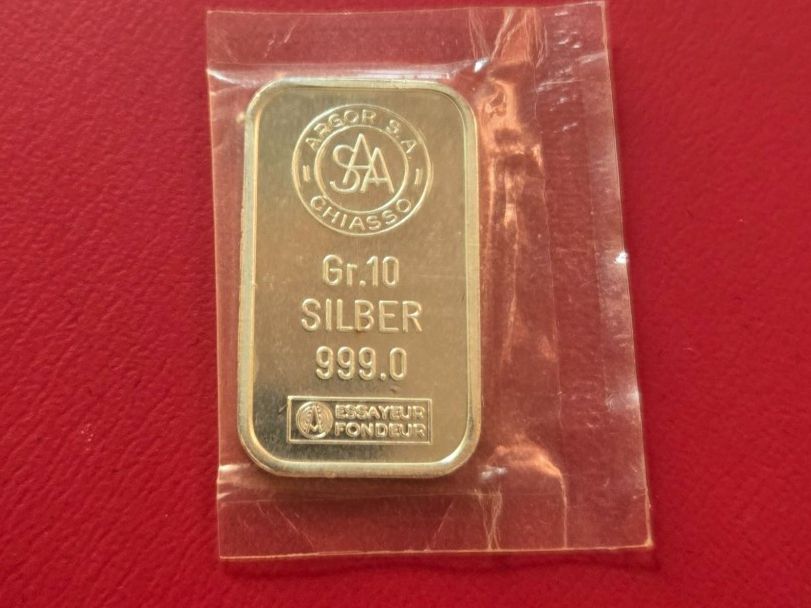 ARGOR S.A.
SAA
CHIASSO
Gr.10
SILBER
999.0
ESSAYEUR
FONDEUR